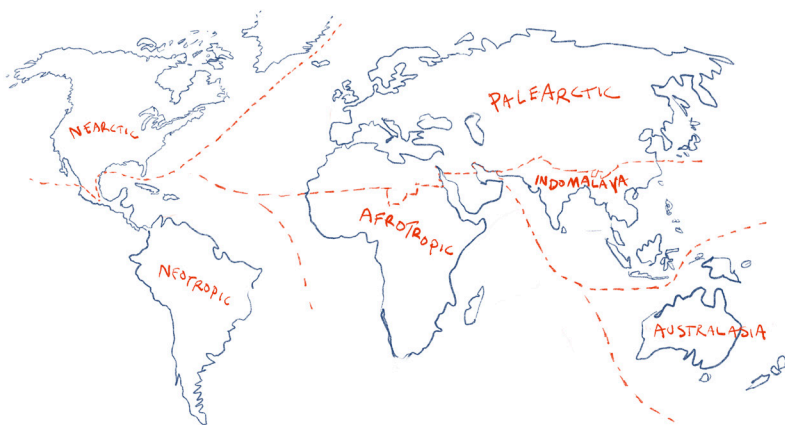 NEARCTIC
PALEARCTIC
INDOMALAYA
AFROTROPIC
NEOTROPIC
AUSTRALASIA